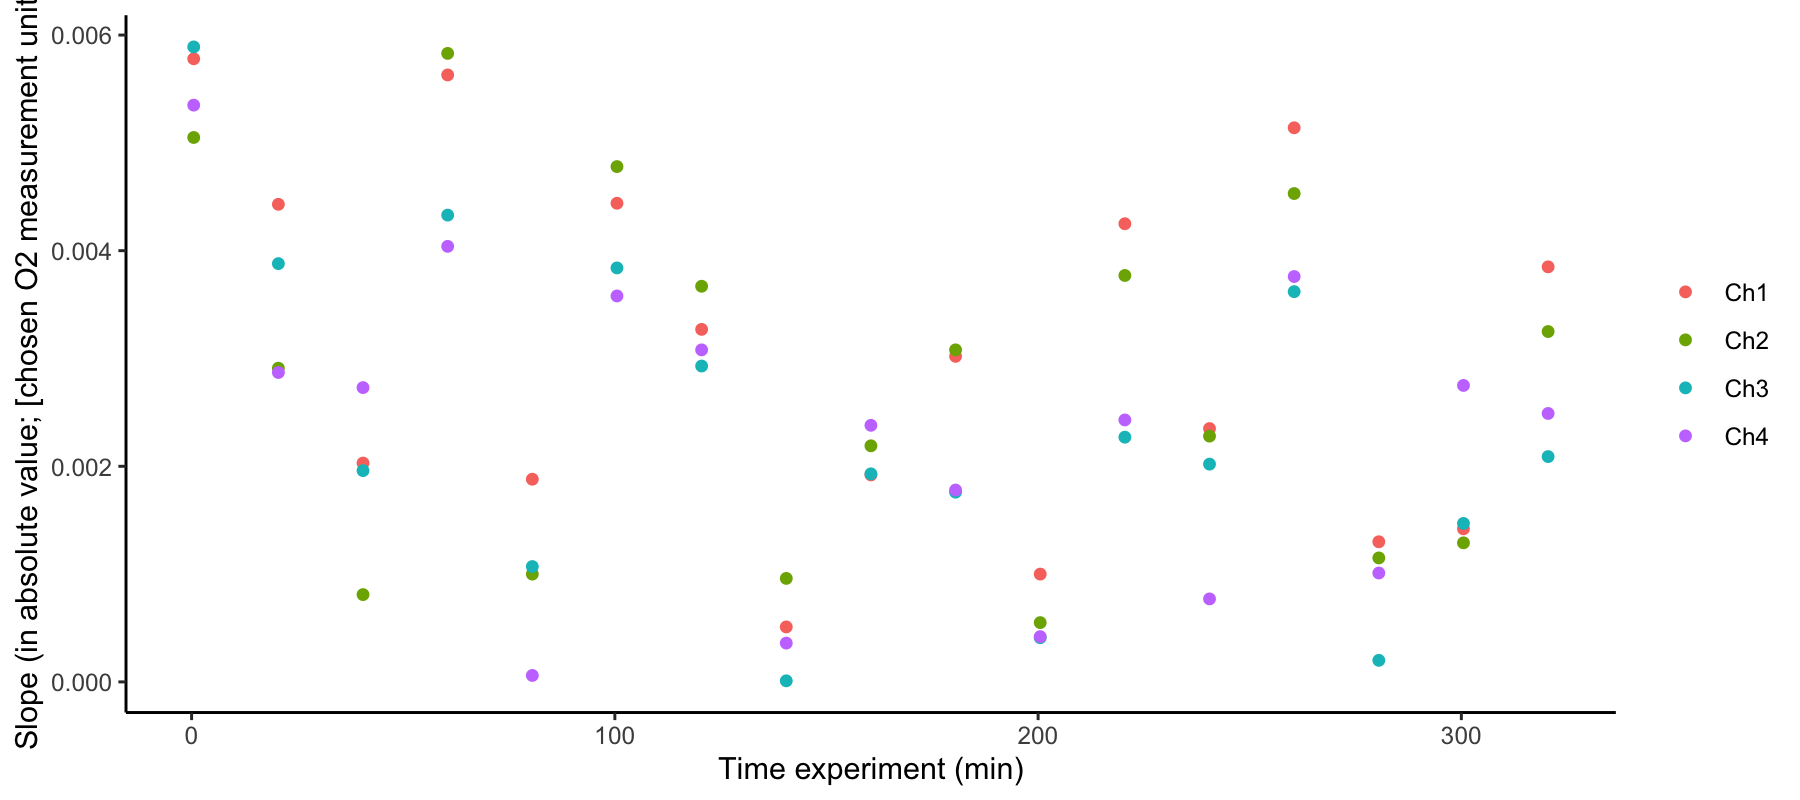 Slope (in absolute value; [chosen O2 measurement unit
0.006
0.004
0.002
0.000
0
100
200
300
Time experiment (min)
Ch1
Ch2
Ch3
Ch4